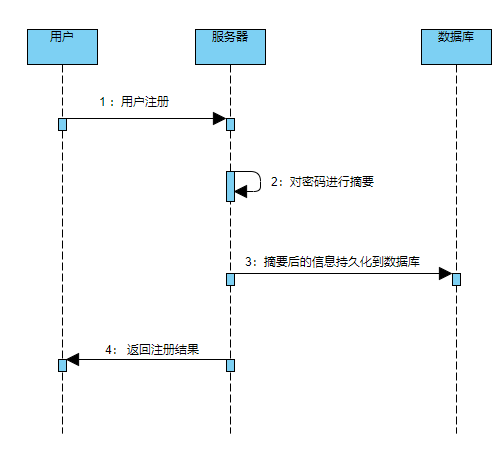 用户
服务器
数据库
1：用户注册
2：对密码进行摘要
3：摘要后的信息持久化到数据库
4： 返回注册结果